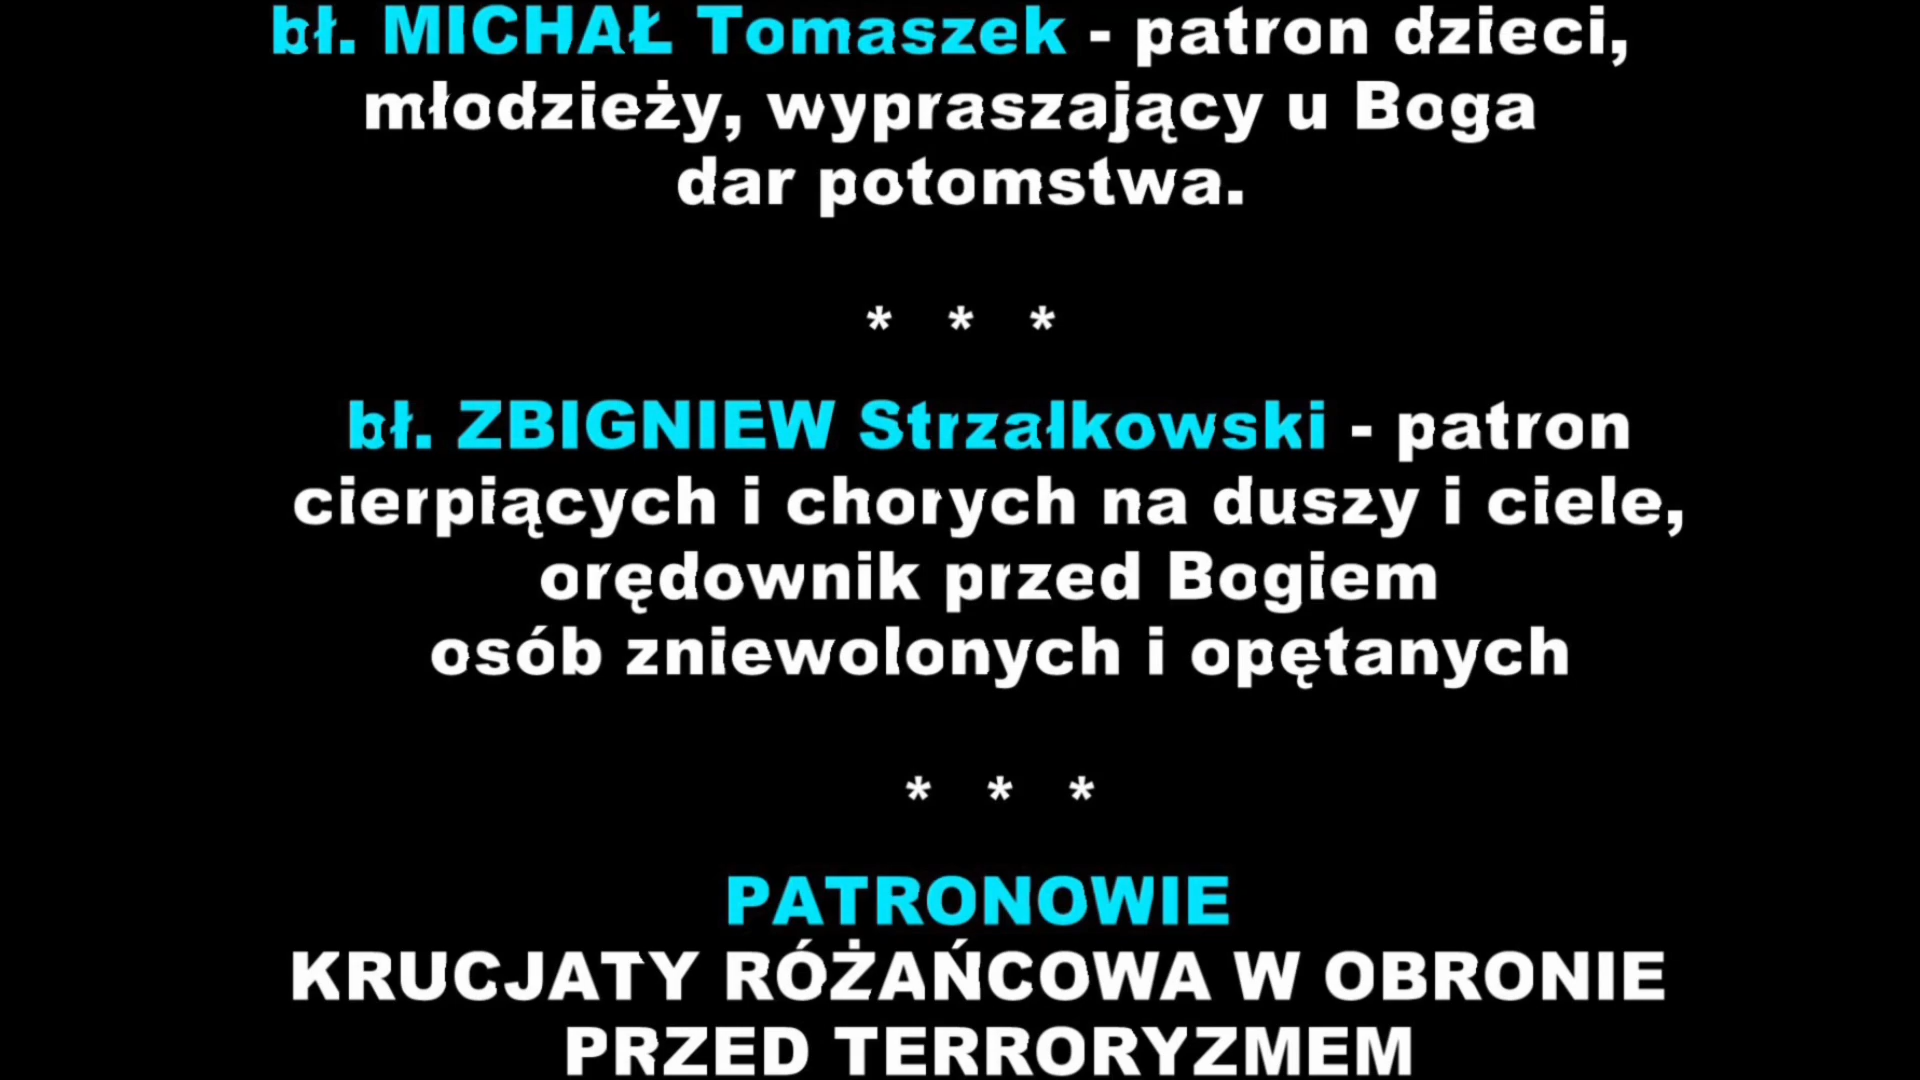 bł. MICHAŁ Tomaszek - patron dzieci,
młodzieży, wypraszający u Boga
dar potomstwa.
* * *
bł. ZBIGNIEW Strzałkowski - patron
cierpiących i chorych na duszy i ciele,
orędownik przed Bogiem
osób zniewolonych i opętanych
* * *
PATRONOWIE
KRUCJATY RÓŻAŃCOWA W OBRONIE
PRZED TERRORYZMEM